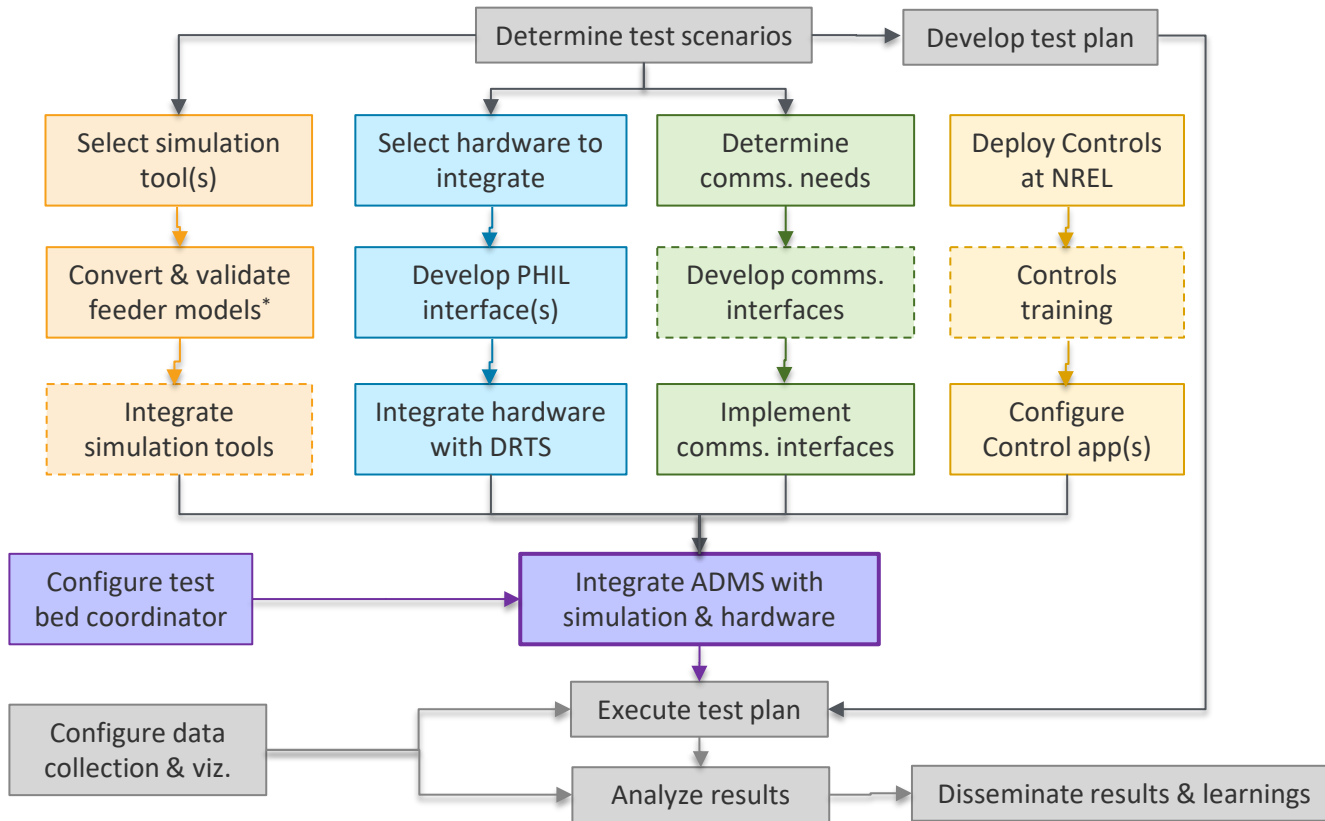 Determine test scenarios
Develop test plan
Select simulation
tool(s)
Select hardware to
integrate
Determine
comms. needs
Deploy Controls
at NREL
Convert & validate
feeder models*
Develop PHIL
interface(s)
Develop comms.
interfaces
Controls
training
Integrate
simulation tools
Integrate hardware
with DRTS
Implement
comms. interfaces
Configure
Control app(s)
Configure test
bed coordinator
Integrate ADMS with
simulation & hardware
Execute test plan
Configure data
collection & viz.
Analyze results
Disseminate results & learnings